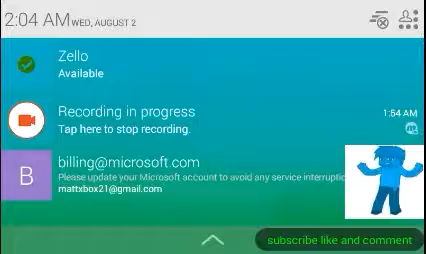 2:04 AM WED, AUGUST 2
Zello
Available
Recording in progress
1:54 AM
Tap here to stop recording.
B
billing@microsoft.com
Please update your Microsoft account to avoid any service interruptio
mattxbox21@gmail.com
subscribe like and comment